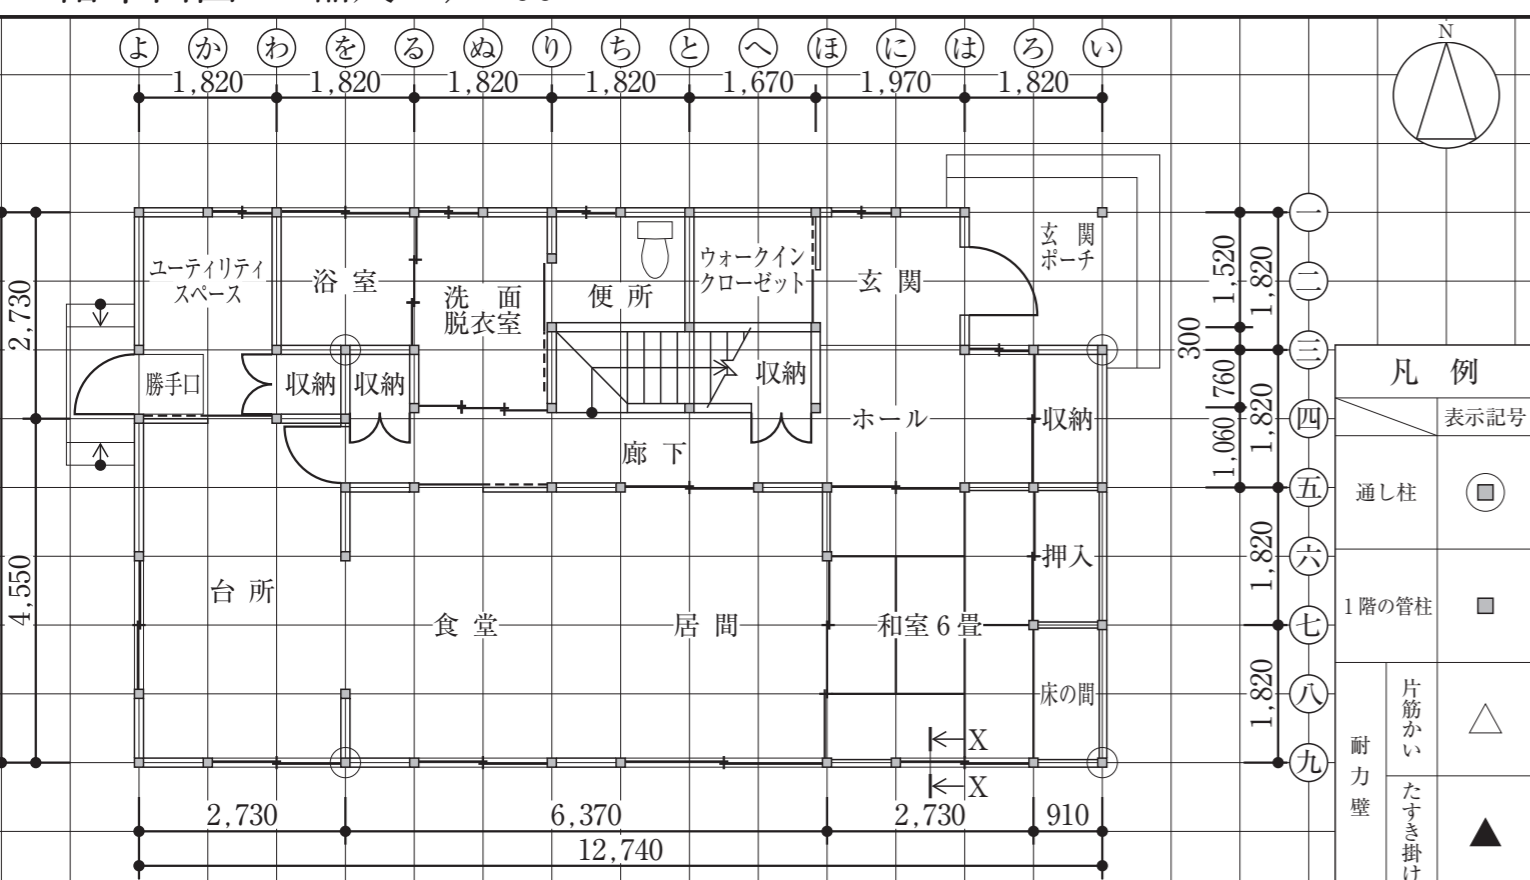 よ か わ を る ぬ り ち と へ ほ に は ろ い
N
1,820 1,820 1,820 1,820 1,670 1,970 1,820
一
二
三
四
五
六
七
八
九
1,520 1,820
300
760 1,820
1,060
1,820
1,820
2,730
4,550
ユーティリティ
スペース
浴室
洗面
脱衣室
便所
ウォークイン
クローゼット
玄関
玄関
ポーチ
勝手口
収納
収納
収納
ホール
収納
廊下
押入
台所
食堂
居間
和室6畳
床の間
X
X
2,730 6,370 2,730 910
12,740
凡例
表示記号
通し柱
1階の管柱
耐力壁
片筋かい
たすき掛け